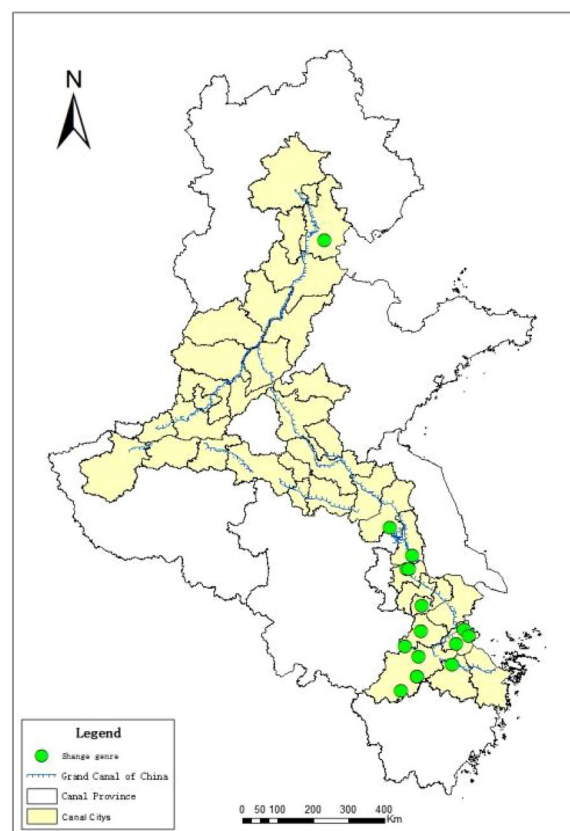 N
Legend
Shange genre
Grand Canal of China
Canal Province
Canal Citys
0 50 100 200 300 400
Km